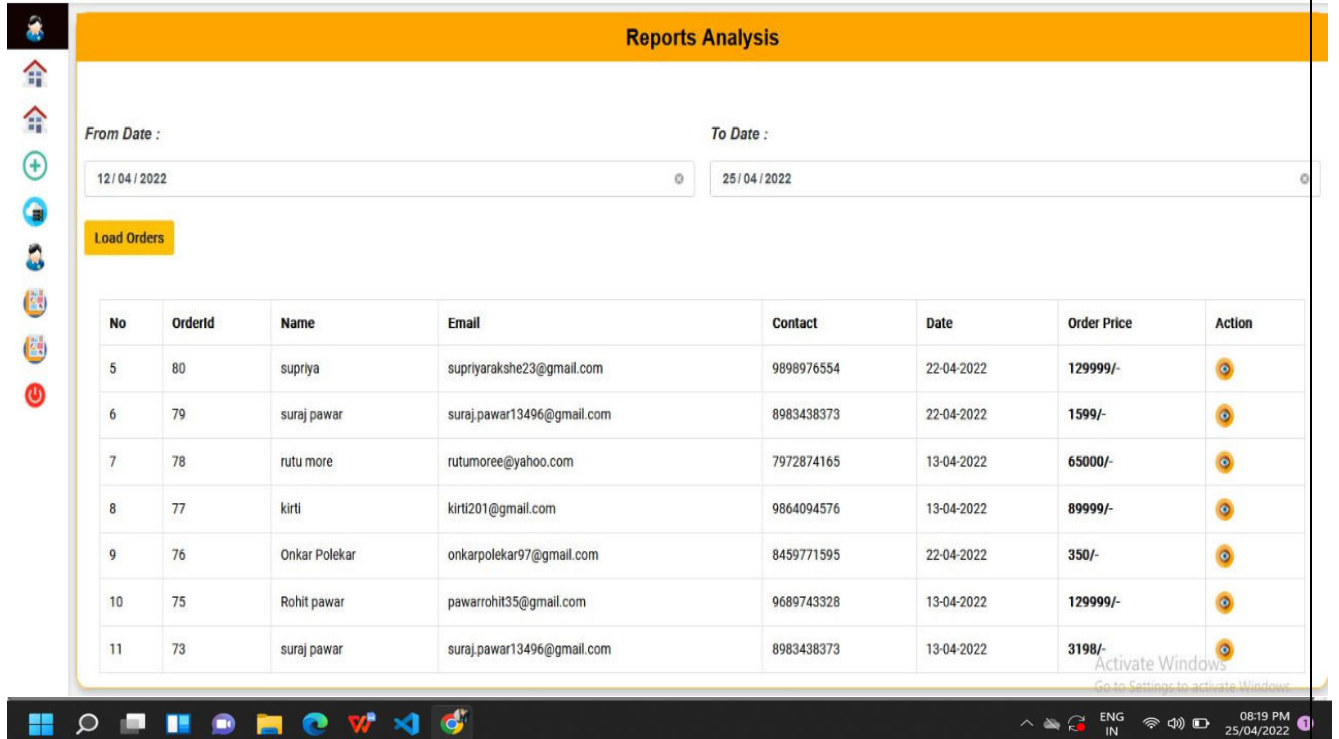 Reports Analysis
From Date :
To Date :
12/04/2022
25/04/2022
Load Orders
No OrderId Name Email Contact Date Order Price Action
5 80 supriya supriyarakshe23@gmail.com 9898976554 22-04-2022 129999/-
6 79 suraj pawar suraj.pawar13496@gmail.com 8983438373 22-04-2022 1599/-
7 78 rutu more rutumoree@yahoo.com 7972874165 13-04-2022 65000/-
8 77 kirti kirti201@gmail.com 9864094576 13-04-2022 89999/-
9 76 Onkar Polekar onkarpolekar97@gmail.com 8459771595 22-04-2022 350/-
10 75 Rohit pawar pawarrohit35@gmail.com 9689743328 13-04-2022 129999/-
11 73 suraj pawar suraj.pawar13496@gmail.com 8983438373 13-04-2022 3198/-
Activate Windows
Go to Settings to activate Windows.
ENG 08:19 PM
IN 25/04/2022 1